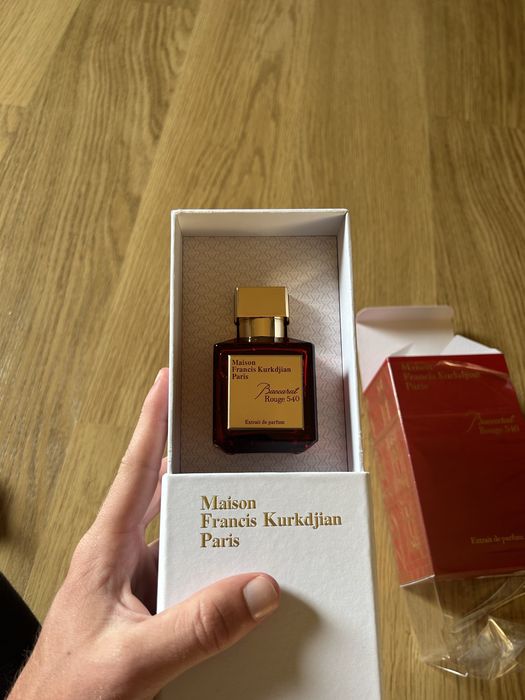 Maison
Francis Kurkdjian
Paris
Baccarat
Rouge 540
Extrait de parfum
Maison
Francis Kurkdjian
Paris
Maison
Francis Kurkdjian
Paris
Baccarat
Rouge 540
Extrait de parfum